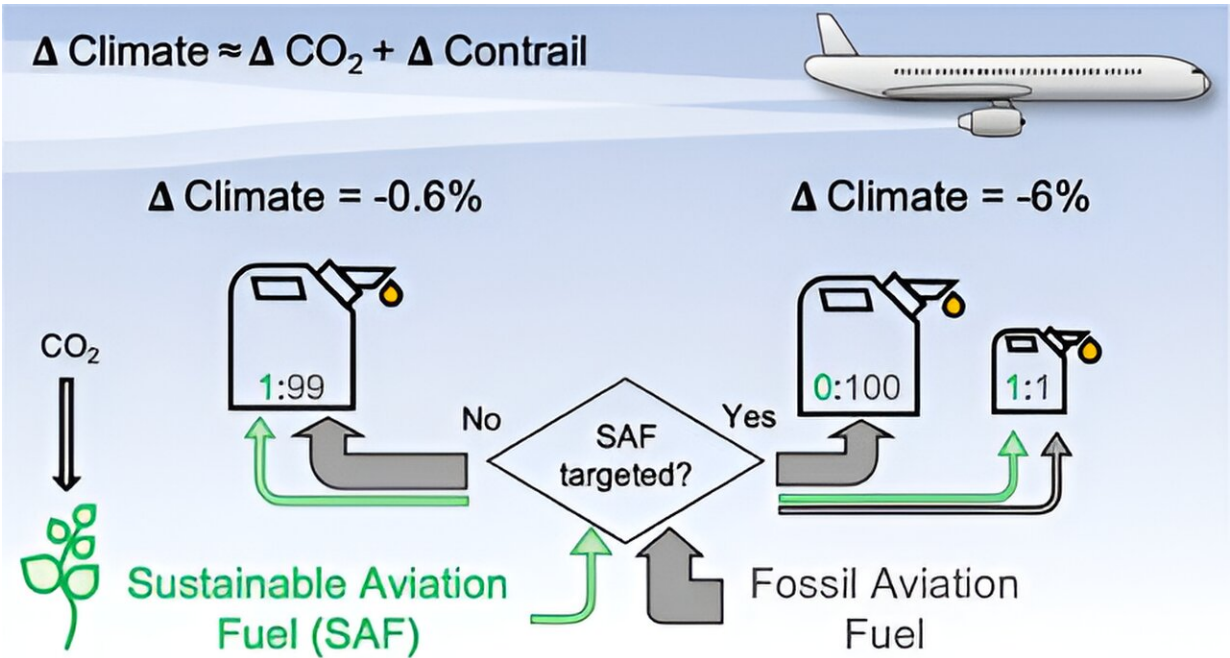 Δ Climate ≈ Δ CO₂ + Δ Contrail
Δ Climate = -0.6%
Δ Climate = -6%
CO₂
1:99
0:100
1:1
No
Yes
SAF
targeted?
Sustainable Aviation
Fuel (SAF)
Fossil Aviation
Fuel